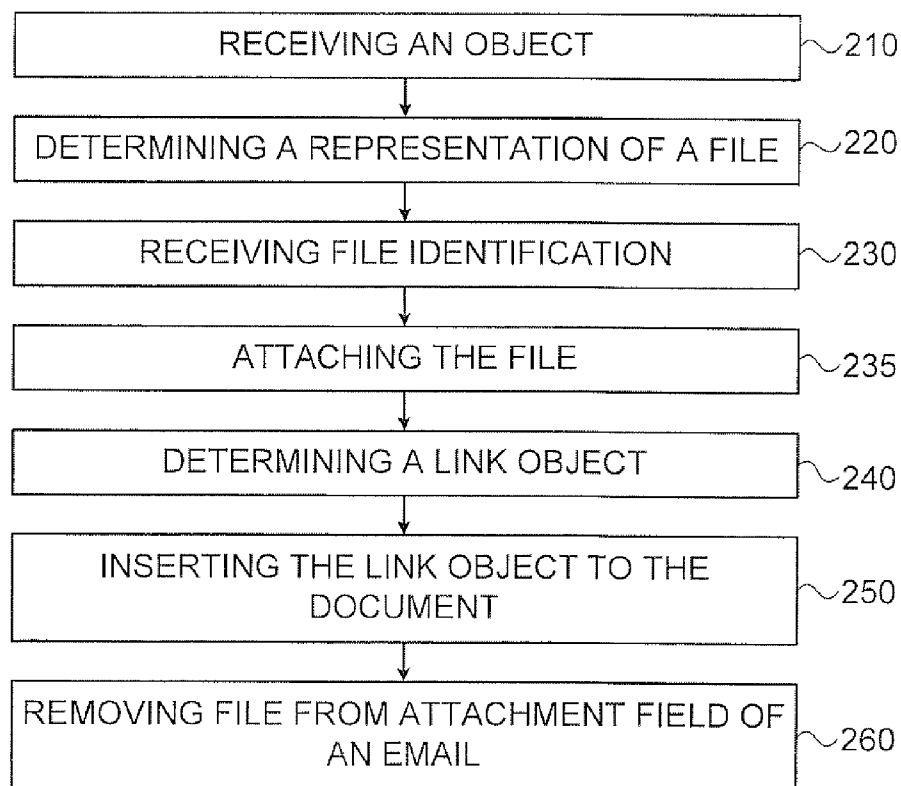 RECEIVING AN OBJECT 210
DETERMINING A REPRESENTATION OF A FILE 220
RECEIVING FILE IDENTIFICATION 230
ATTACHING THE FILE 235
DETERMINING A LINK OBJECT 240
INSERTING THE LINK OBJECT TO THE
DOCUMENT 250
REMOVING FILE FROM ATTACHMENT FIELD OF
AN EMAIL 260